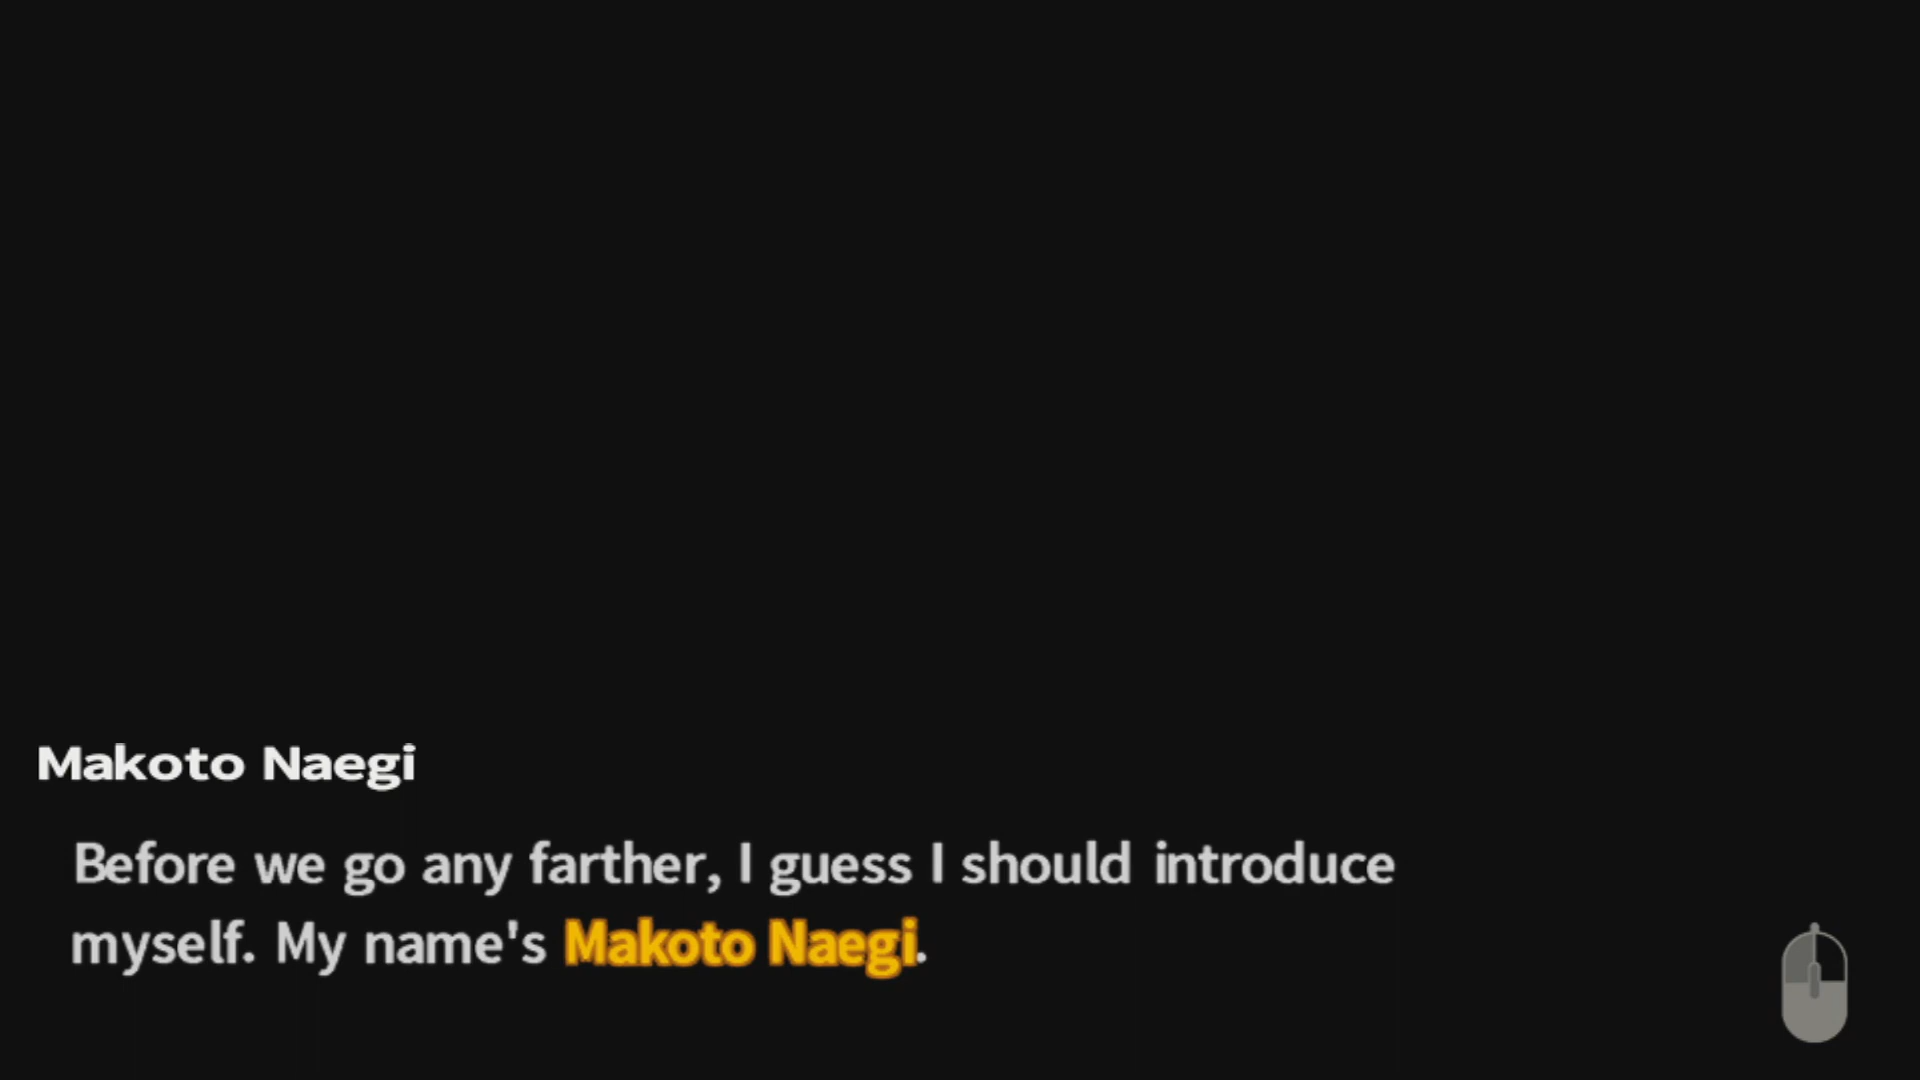 Makoto Naegi
Before we go any farther, I guess I should introduce
myself. My name's Makoto Naegi.